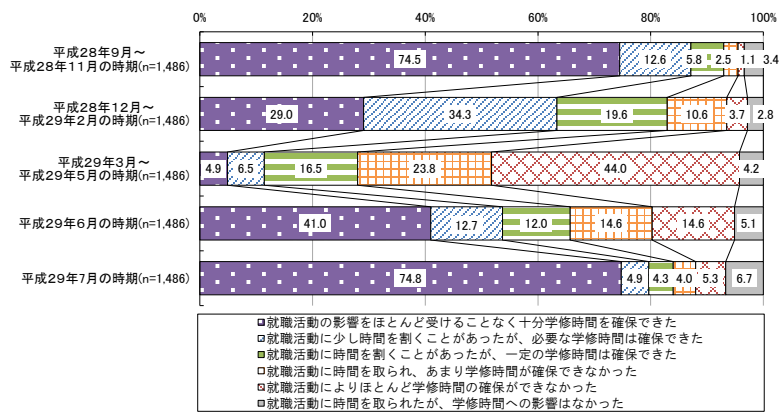 0% 20% 40% 60% 80% 100%
平成28年9月～
平成28年11月の時期(n=1,486)
74.5 12.6 5.8 2.5 1.1 3.4
平成28年12月～
平成29年2月の時期(n=1,486)
29.0 34.3 19.6 10.6 3.7 2.8
平成29年3月～
平成29年5月の時期(n=1,486)
4.9 6.5 16.5 23.8 44.0 4.2
平成29年6月の時期(n=1,486)
41.0 12.7 12.0 14.6 14.6 5.1
平成29年7月の時期(n=1,486)
74.8 4.9 4.3 4.0 5.3 6.7
就職活動の影響をほとんど受けることなく十分学修時間を確保できた
就職活動に少し時間を割くことがあったが、必要な学修時間は確保できた
就職活動に時間を割くことがあったが、一定の学修時間は確保できた
就職活動に時間を取られ、あまり学修時間が確保できなかった
就職活動によりほとんど学修時間の確保ができなかった
就職活動に時間を取られたが、学修時間への影響はなかった